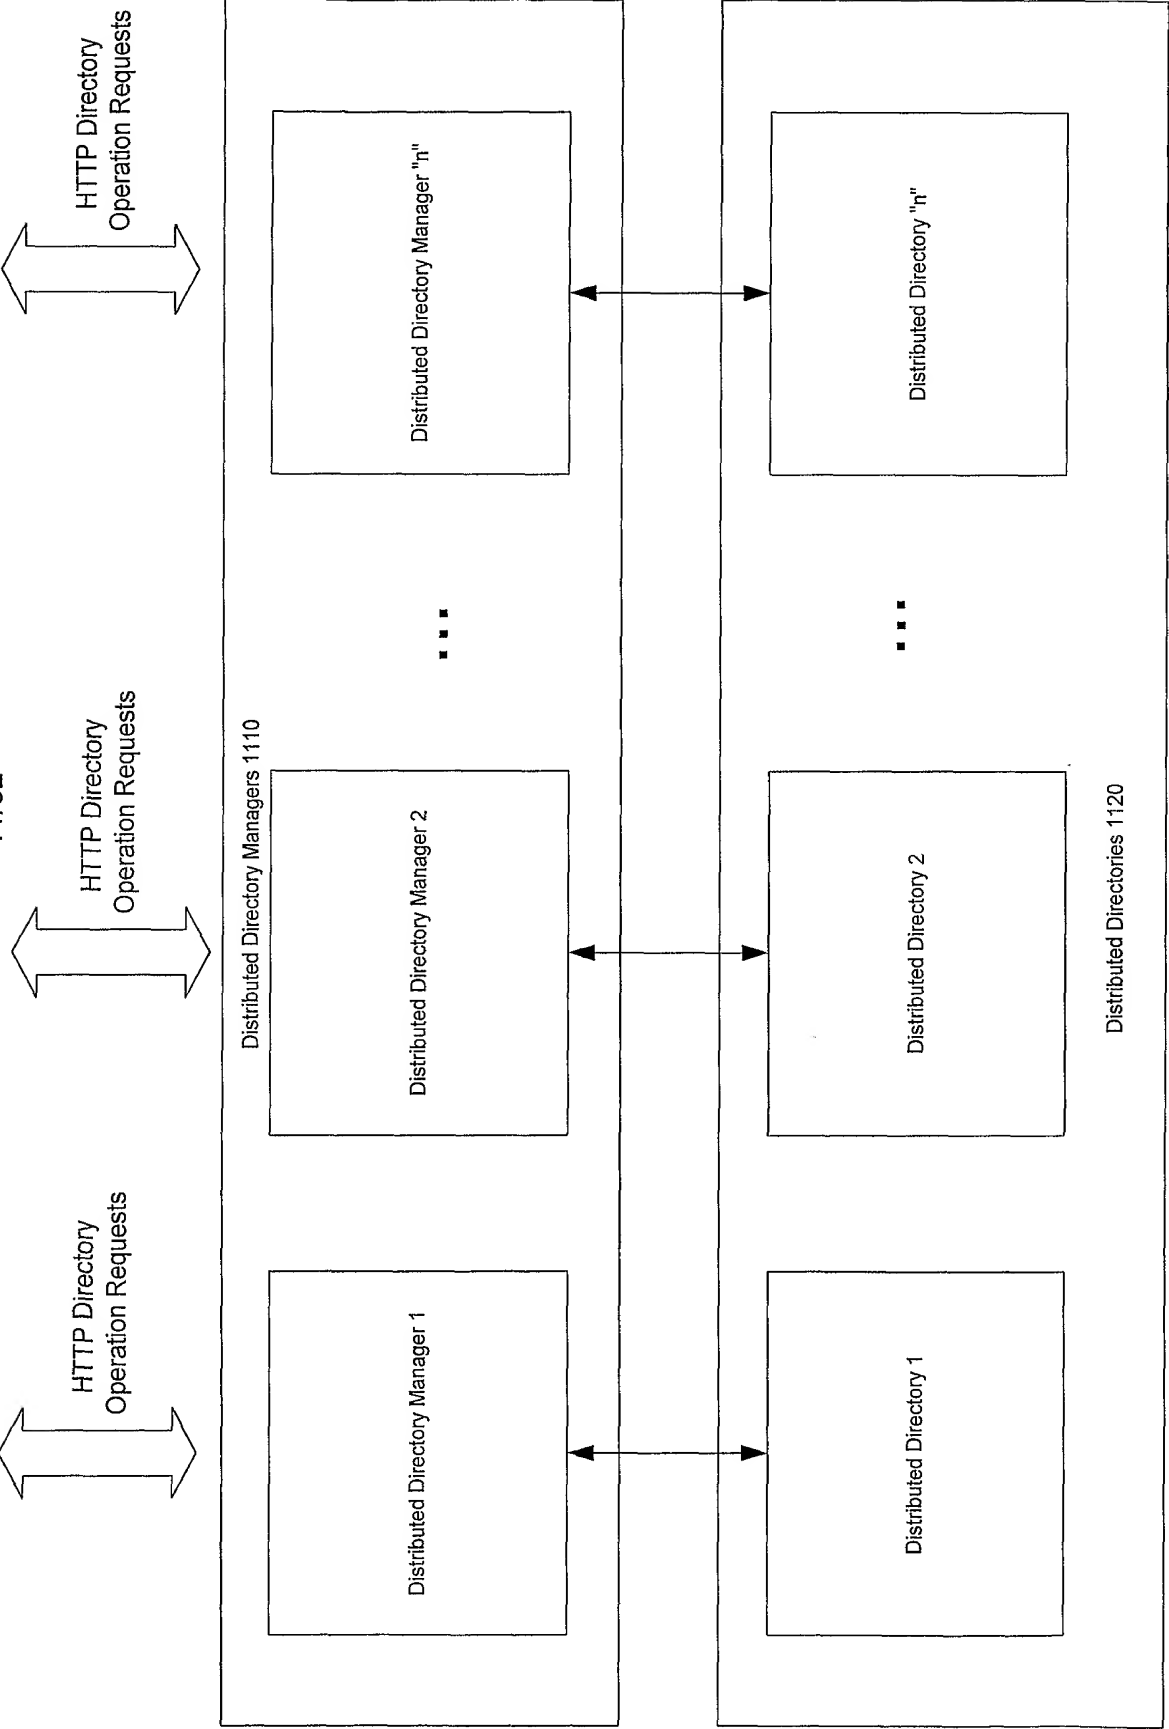 HTTP Directory
Operation Requests
HTTP Directory
Operation Requests
HTTP Directory
Operation Requests
Distributed Directory Managers 1110
Distributed Directory Manager 1
Distributed Directory Manager 2
...
Distributed Directory Manager "n"
Distributed Directory 1
Distributed Directory 2
...
Distributed Directory "n"
Distributed Directories 1120